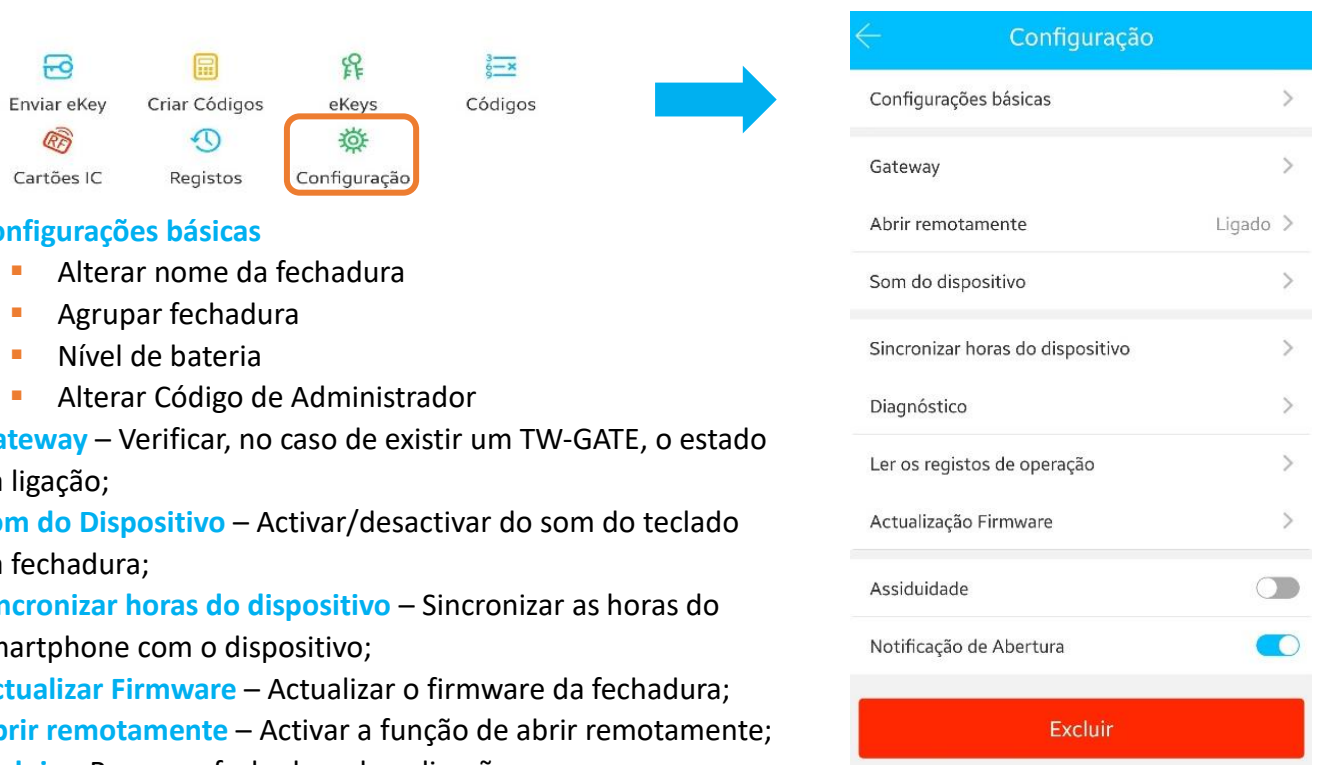 Enviar eKey Criar Códigos eKeys Códigos
Cartões IC Registos Configuração
onfigurações básicas
Alterar nome da fechadura
Agrupar fechadura
Nível de bateria
Alterar Código de Administrador
ateway – Verificar, no caso de existir um TW-GATE, o estado
ligação;
om do Dispositivo – Activar/desactivar do som do teclado
fechadura;
ncronizar horas do dispositivo – Sincronizar as horas do
martphone com o dispositivo;
ctualizar Firmware – Actualizar o firmware da fechadura;
brir remotamente – Activar a função de abrir remotamente;
Configuração
Configurações básicas
Gateway
Abrir remotamente Ligado
Som do dispositivo
Sincronizar horas do dispositivo
Diagnóstico
Ler os registos de operação
Actualização Firmware
Assiduidade
Notificação de Abertura
Excluir